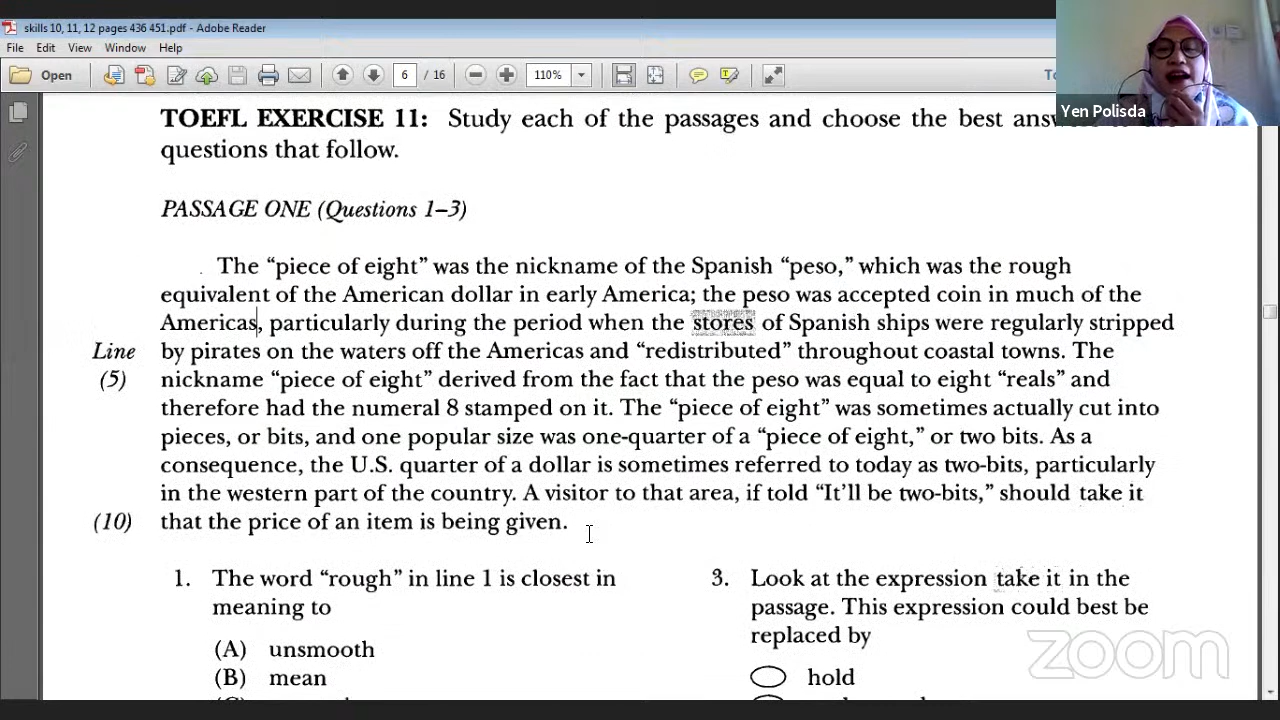 skills 10, 11, 12 pages 436 451.pdf - Adobe Reader
File Edit View Window Help
Open 6 / 16 110%
Yen Polisda
TOEFL EXERCISE 11: Study each of the passages and choose the best
questions that follow.
PASSAGE ONE (Questions 1–3)
The “piece of eight” was the nickname of the Spanish “peso,” which was the rough
equivalent of the American dollar in early America; the peso was accepted coin in much of the
Americas, particularly during the period when the stores of Spanish ships were regularly stripped
Line by pirates on the waters off the Americas and “redistributed” throughout coastal towns. The
(5) nickname “piece of eight” derived from the fact that the peso was equal to eight “reals” and
therefore had the numeral 8 stamped on it. The “piece of eight” was sometimes actually cut into
pieces, or bits, and one popular size was one-quarter of a “piece of eight,” or two bits. As a
consequence, the U.S. quarter of a dollar is sometimes referred to today as two-bits, particularly
in the western part of the country. A visitor to that area, if told “It’ll be two-bits,” should take it
(10) that the price of an item is being given.
1. The word “rough” in line 1 is closest in
meaning to
(A) unsmooth
(B) mean
3. Look at the expression take it in the
passage. This expression could best be
replaced by
hold
zoom